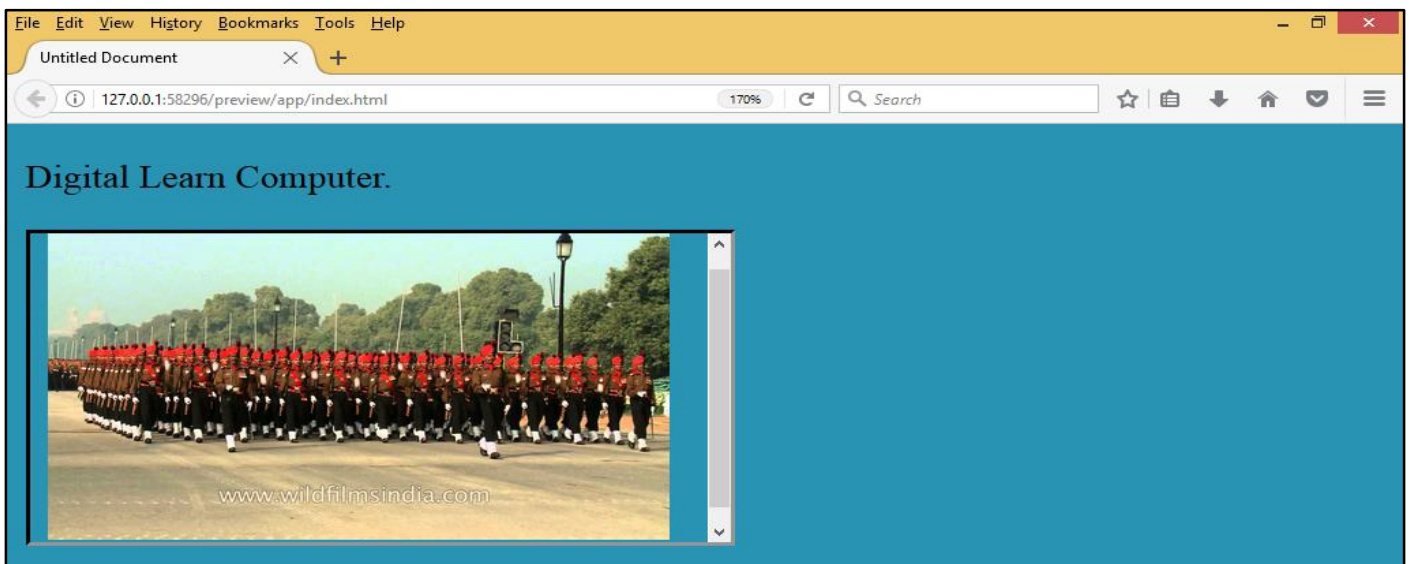 File Edit View History Bookmarks Tools Help
Untitled Document
127.0.0.1:58296/preview/app/index.html 170% Search
Digital Learn Computer.
www.wildfilmsindia.com